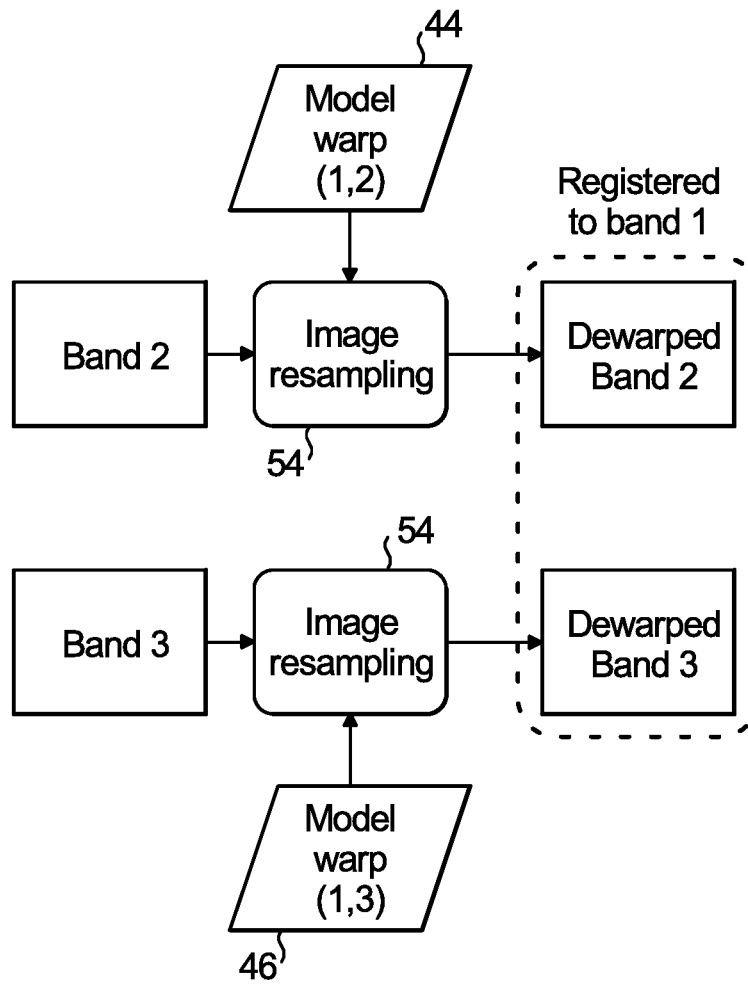 44
Model
warp
(1,2)
Registered
to band 1
Band 2
Image
resampling
Dewarped
Band 2
54
54
Band 3
Image
resampling
Dewarped
Band 3
Model
warp
(1,3)
46